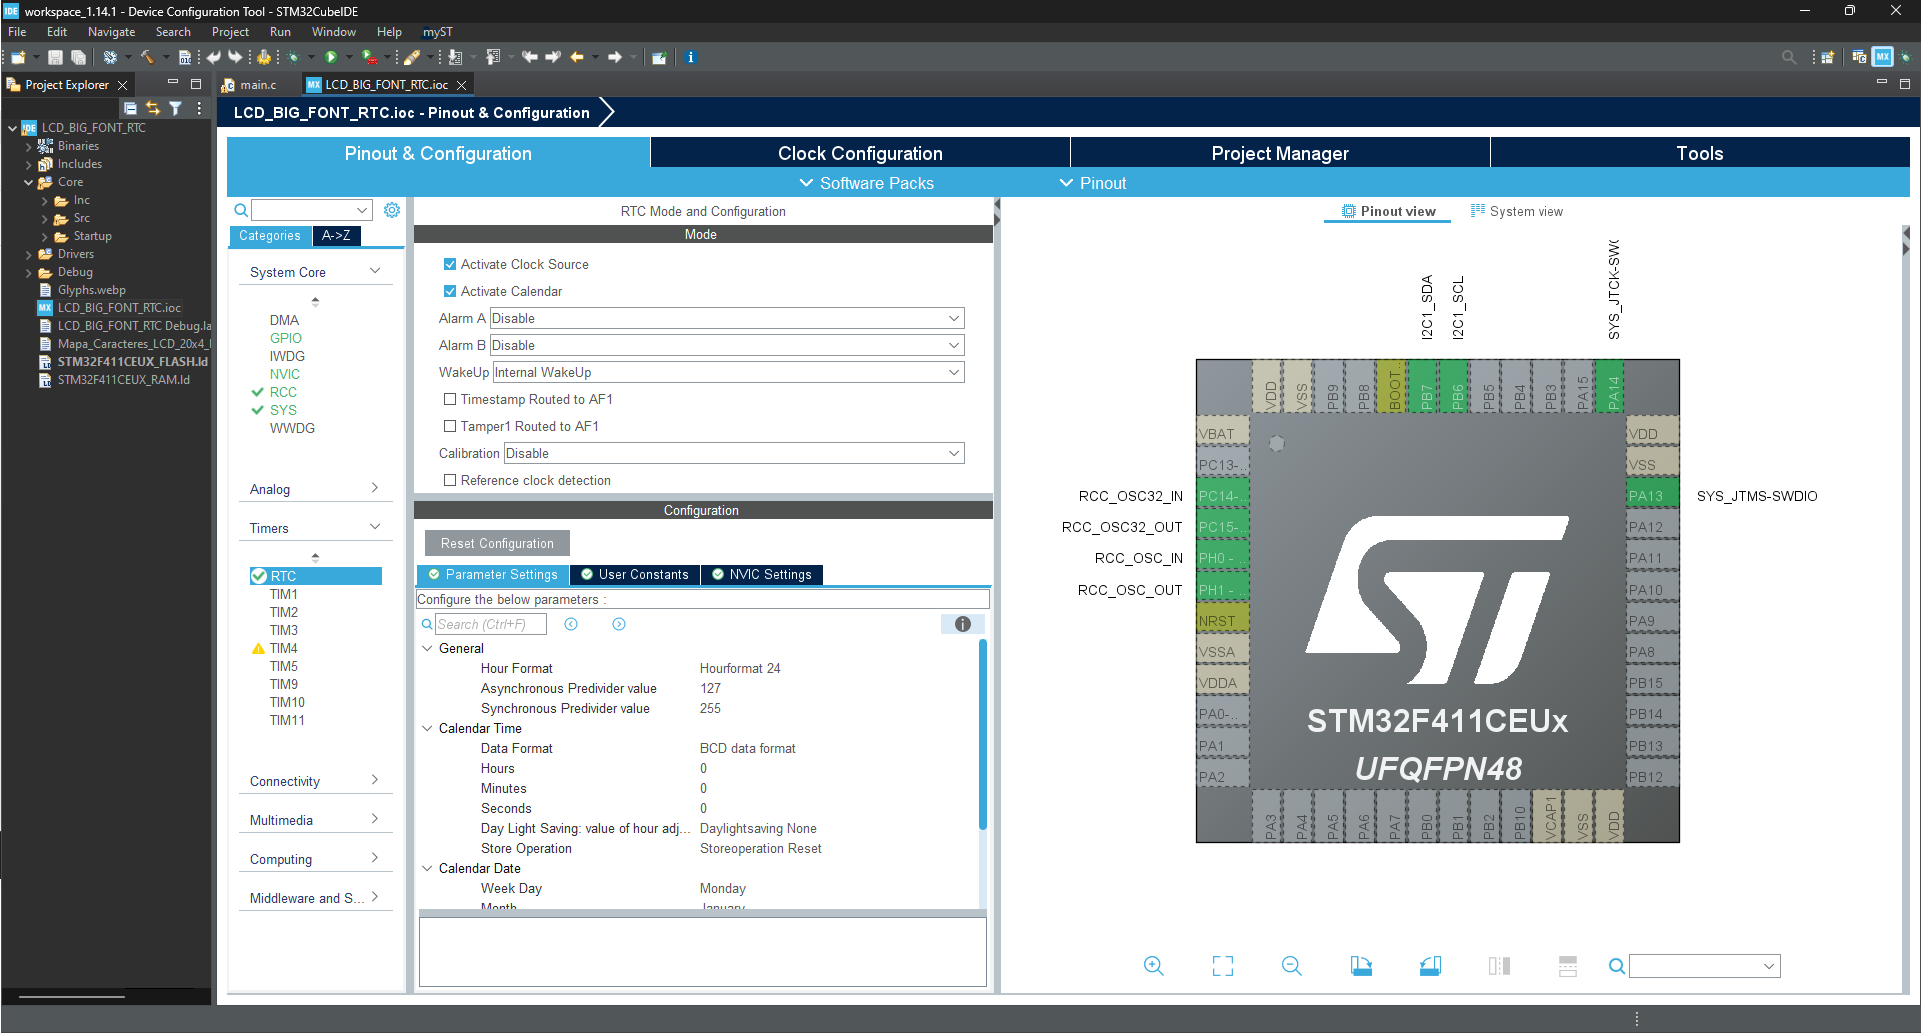 IDE workspace_1.14.1 - Device Configuration Tool - STM32CubeIDE
File Edit Navigate Search Project Run Window Help myST
Project Explorer
main.c
MX LCD_BIG_FONT_RTC.ioc
LCD_BIG_FONT_RTC
Binaries
Includes
Core
Inc
Src
Startup
Drivers
Debug
Glyphs.webp
MX LCD_BIG_FONT_RTC.ioc
LCD_BIG_FONT_RTC Debug.la
Mapa_Caracteres_LCD_20x4_
STM32F411CEUX_FLASH.ld
STM32F411CEUX_RAM.ld
LCD_BIG_FONT_RTC.ioc - Pinout & Configuration
Pinout & Configuration
Clock Configuration
Project Manager
Tools
Software Packs
Pinout
Categories
A->Z
System Core
DMA
GPIO
IWDG
NVIC
RCC
SYS
WWDG
Analog
Timers
RTC
TIM1
TIM2
TIM3
TIM4
TIM5
TIM9
TIM10
TIM11
Connectivity
Multimedia
Computing
Middleware and S...
RTC Mode and Configuration
Mode
Activate Clock Source
Activate Calendar
Alarm A Disable
Alarm B Disable
WakeUp Internal WakeUp
Timestamp Routed to AF1
Tamper1 Routed to AF1
Calibration Disable
Reference clock detection
Configuration
Reset Configuration
Parameter Settings
User Constants
NVIC Settings
Configure the below parameters :
Search (Ctrl+F)
General
Hour Format Hourformat 24
Asynchronous Predivider value 127
Synchronous Predivider value 255
Calendar Time
Data Format BCD data format
Hours 0
Minutes 0
Seconds 0
Day Light Saving: value of hour adj... Daylightsaving None
Store Operation Storeoperation Reset
Calendar Date
Week Day Monday
Month January
Pinout view
System view
I2C1_SDA
I2C1_SCL
SYS_JTCK-SWC
VDD
VSS
PB9
PB8
BOOT...
PB7
PB6
PB5
PB4
PB3
PA15
PA14
VBAT
PC13-...
RCC_OSC32_IN PC14-...
RCC_OSC32_OUT PC15-...
RCC_OSC_IN PH0 - ...
RCC_OSC_OUT PH1 - ...
NRST
VSSA
VDDA
PA0-...
PA1
PA2
STM32F411CEUx
UFQFPN48
VDD
VSS
PA13 SYS_JTMS-SWDIO
PA12
PA11
PA10
PA9
PA8
PB15
PB14
PB13
PB12
PA3
PA4
PA5
PA6
PA7
PB0
PB1
PB2
PB10
VCAP1
VSS
VDD